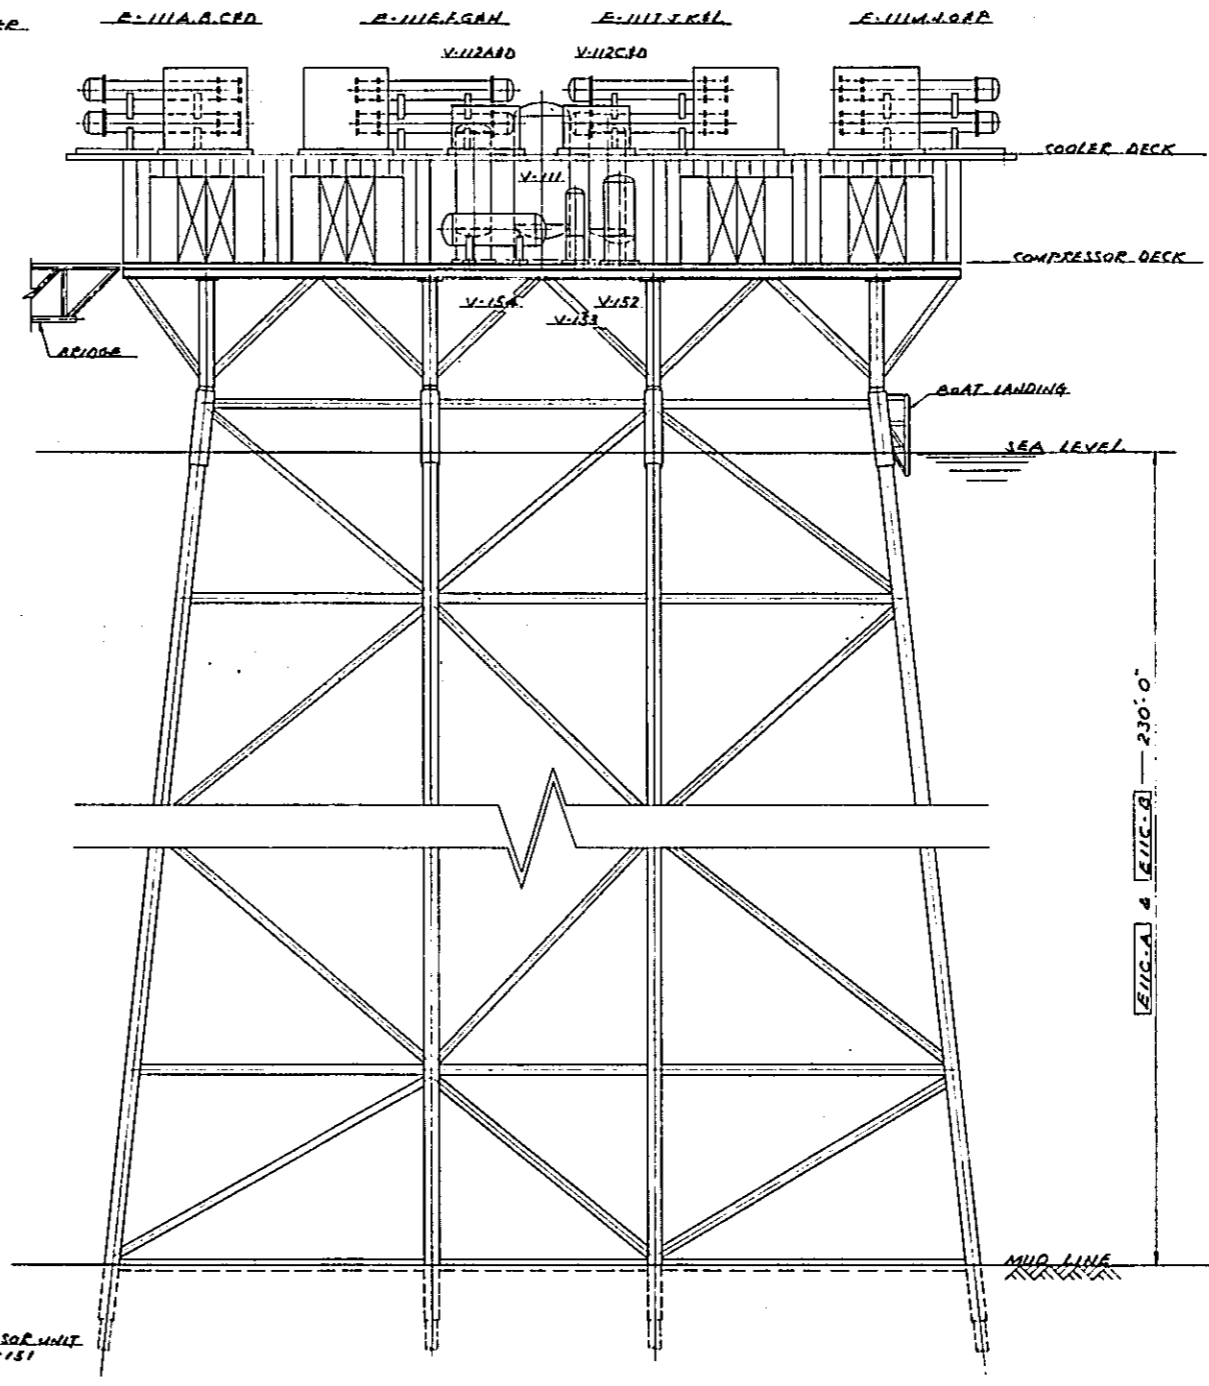 E-111A,B,C&D
E-111E,F,G&H
E-111I,J,K&L
E-111M,N,O&P
V-112A&B
V-112C&D
COOLER DECK
V-111
COMPRESSOR DECK
V-154
V-152
V-153
BRIDGE
BOAT LANDING
SEA LEVEL
E11C-A & E11C-B 230'-0"
MUD LINE
SOR UNIT
151